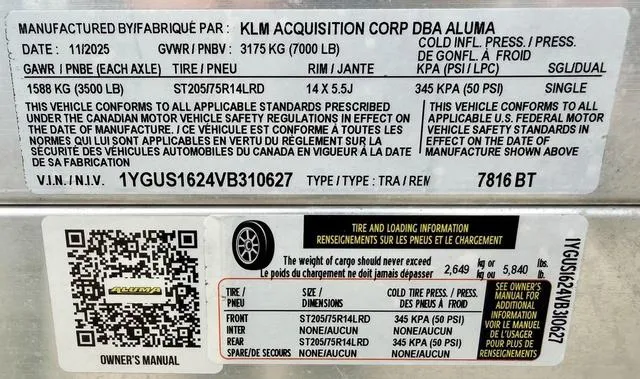 MANUFACTURED BY/FABRIQUÉ PAR : KLM ACQUISITION CORP DBA ALUMA
DATE : 11/2025 GVWR / PNBV : 3175 KG (7000 LB) COLD INFL. PRESS. / PRESS. DE GONFL. À FROID
GAWR / PNBE (EACH AXLE) TIRE / PNEU RIM / JANTE KPA (PSI / LPC) SGL/DUAL
1588 KG (3500 LB) ST205/75R14LRD 14 X 5.5J 345 KPA (50 PSI) SINGLE
THIS VEHICLE CONFORMS TO ALL APPLICABLE STANDARDS PRESCRIBED
UNDER THE CANADIAN MOTOR VEHICLE SAFETY REGULATIONS IN EFFECT ON
THE DATE OF MANUFACTURE. / CE VÉHICULE EST CONFORME À TOUTES LES
NORMES QUI LUI SONT APPLICABLES EN VERTU DU RÈGLEMENT SUR LA
SÉCURITÉ DES VÉHICULES AUTOMOBILES DU CANADA EN VIGUEUR À LA DATE
DE SA FABRICATION
THIS VEHICLE CONFORMS TO ALL
APPLICABLE U.S. FEDERAL MOTOR
VEHICLE SAFETY STANDARDS IN
EFFECT ON THE DATE OF
MANUFACTURE SHOWN ABOVE
V.I.N. / N.I.V. 1YGUS1624VB310627 TYPE / TYPE : TRA / REM 7816 BT
ALUMA
OWNER'S MANUAL
TIRE AND LOADING INFORMATION
RENSEIGNEMENTS SUR LES PNEUS ET LE CHARGEMENT
The weight of cargo should never exceed
Le poids du chargement ne doit jamais dépasser
2,649 kg or kg ou 5,840 lbs. lb.
TIRE / PNEU SIZE / DIMENSIONS COLD TIRE PRESS. / PRESS. DES PNEUS À FROID
FRONT ST205/75R14LRD 345 KPA (50 PSI)
INTER NONE/AUCUN NONE/AUCUN
REAR ST205/75R14LRD 345 KPA (50 PSI)
SPARE/DE SECOURS NONE/AUCUN NONE/AUCUN
SEE OWNER'S
MANUAL FOR
ADDITIONAL
INFORMATION
VOIR LE MANUEL
DE L'USAGER
POUR PLUS DE
RENSEIGNEMENTS
1YGUS1624VB310627